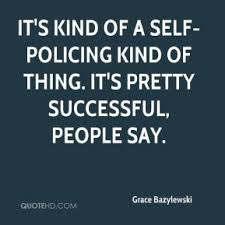 IT'S KIND OF A SELF-
POLICING KIND OF
THING. IT'S PRETTY
SUCCESSFUL,
PEOPLE SAY.
Grace Bazylewski
QUOTEHD.COM